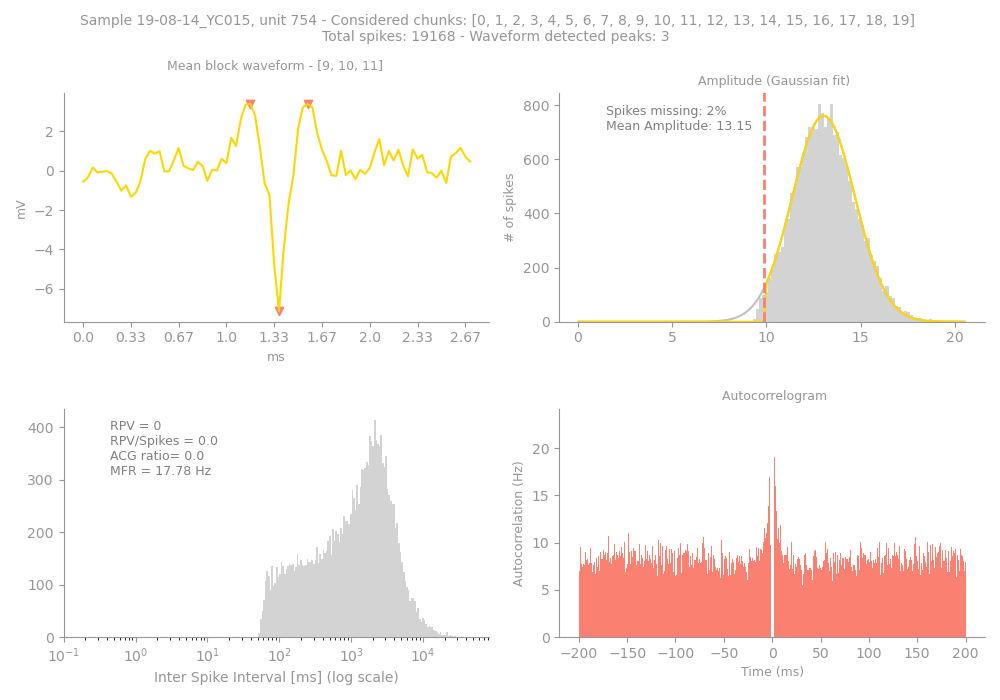 Sample 19-08-14_YC015, unit 754 - Considered chunks: [0, 1, 2, 3, 4, 5, 6, 7, 8, 9, 10, 11, 12, 13, 14, 15, 16, 17, 18, 19]
Total spikes: 19168 - Waveform detected peaks: 3
Mean block waveform - [9, 10, 11]
mV
2
0
−2
−4
−6
0.0 0.33 0.67 1.0 1.33 1.67 2.0 2.33 2.67
ms
Amplitude (Gaussian fit)
Spikes missing: 2%
Mean Amplitude: 13.15
# of spikes
800
600
400
200
0
0 5 10 15 20
RPV = 0
RPV/Spikes = 0.0
ACG ratio= 0.0
MFR = 17.78 Hz
400
300
200
100
0
10−1 100 101 102 103 104
Inter Spike Interval [ms] (log scale)
Autocorrelogram
Autocorrelation (Hz)
20
15
10
5
0
−200 −150 −100 −50 0 50 100 150 200
Time (ms)